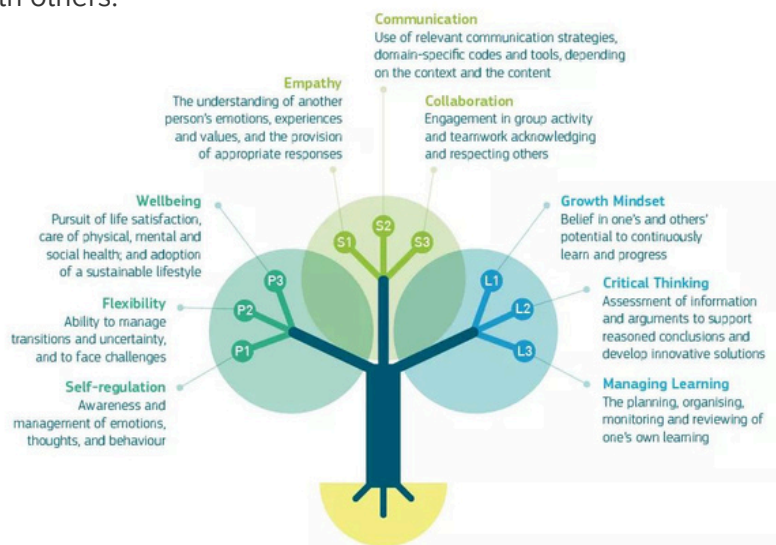 th others.
Communication
Use of relevant communication strategies,
domain-specific codes and tools, depending
on the context and the content
Empathy
The understanding of another
person's emotions, experiences
and values, and the provision
of appropriate responses
Collaboration
Engagement in group activity
and teamwork acknowledging
and respecting others
Wellbeing
Pursuit of life satisfaction,
care of physical, mental and
social health; and adoption
of a sustainable lifestyle
Flexibility
Ability to manage
transitions and uncertainty,
and to face challenges
Self-regulation
Awareness and
management of emotions,
thoughts, and behaviour
P3
P2
P1
S1
S2
S3
L1
L2
L3
Growth Mindset
Belief in one's and others'
potential to continuously
learn and progress
Critical Thinking
Assessment of information
and arguments to support
reasoned conclusions and
develop innovative solutions
Managing Learning
The planning, organising,
monitoring and reviewing of
one's own learning